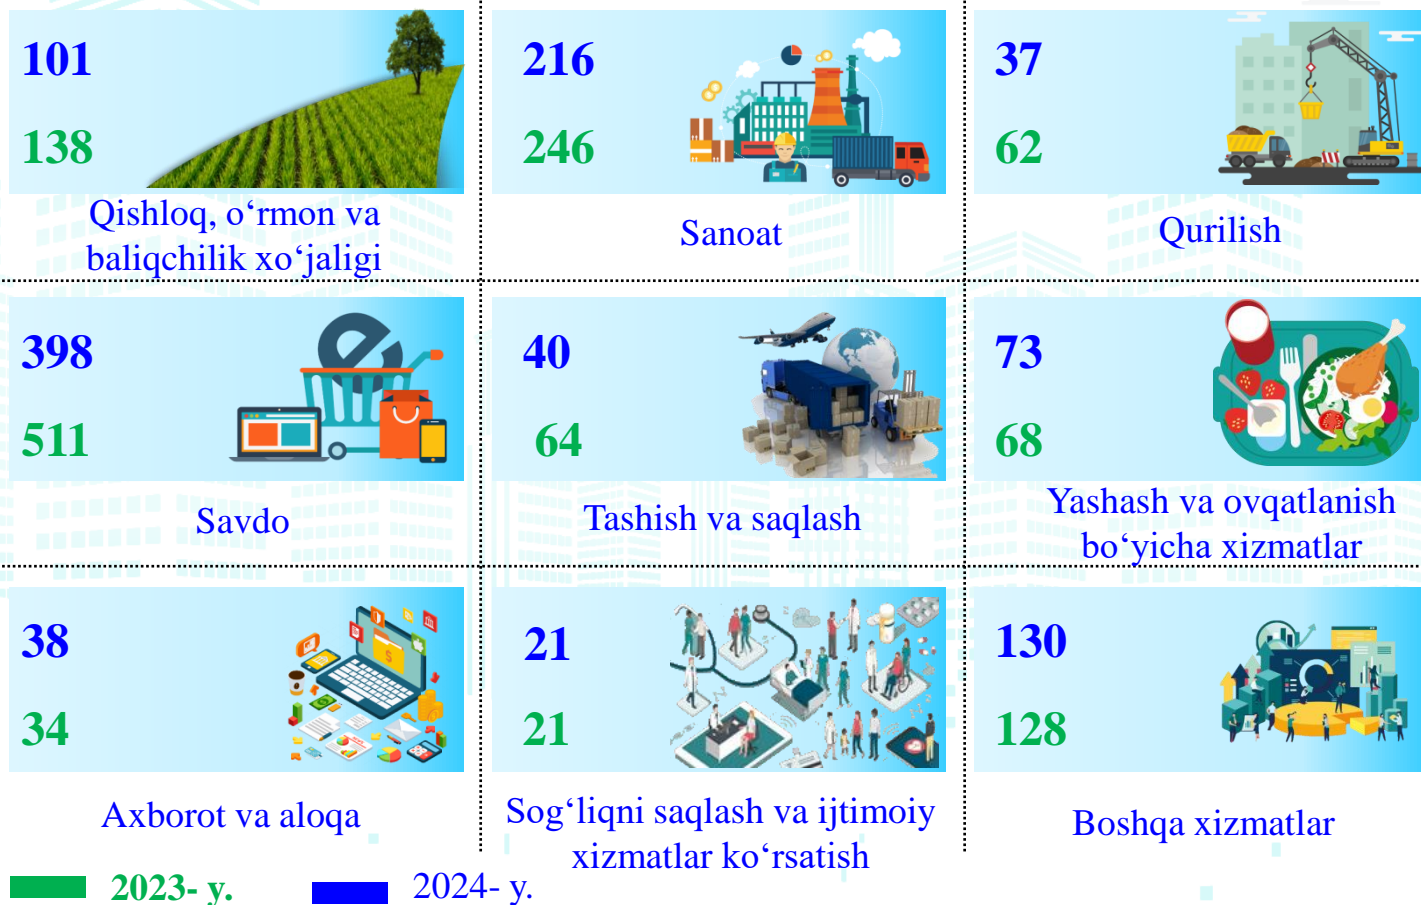 101
138
Qishloq, o‘rmon va
baliqchilik xo‘jaligi
216
246
Sanoat
37
62
Qurilish
398
511
Savdo
40
64
Tashish va saqlash
73
68
Yashash va ovqatlanish
bo‘yicha xizmatlar
38
34
Axborot va aloqa
21
21
Sog‘liqni saqlash va ijtimoiy
xizmatlar ko‘rsatish
130
128
Boshqa xizmatlar
2023- y.
2024- y.